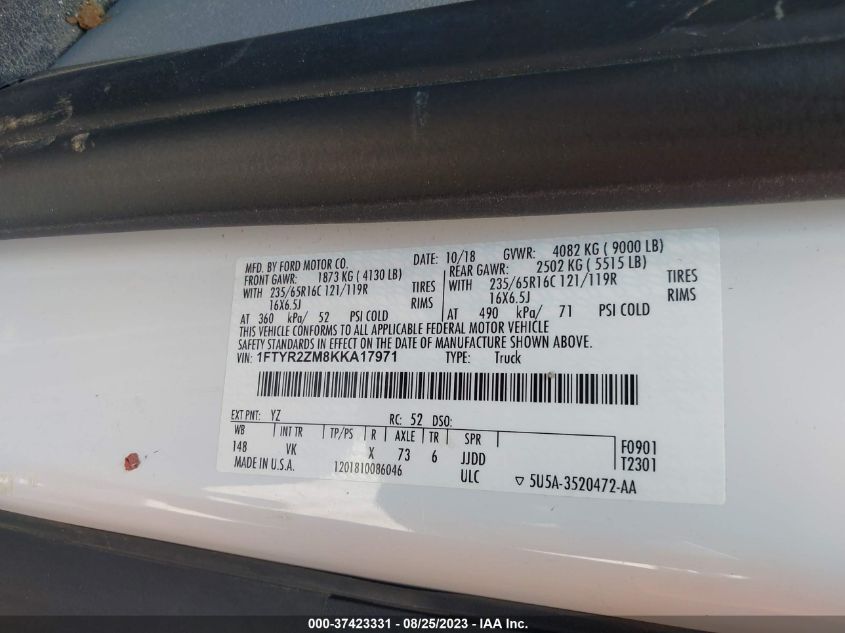 MFD. BY FORD MOTOR CO. DATE: 10/18 GVWR: 4082 KG ( 9000 LB)
FRONT GAWR: 1873 KG ( 4130 LB) REAR GAWR: 2502 KG ( 5515 LB)
WITH 235/65R16C 121/119R TIRES WITH 235/65R16C 121/119R TIRES
16X6.5J RIMS 16X6.5J RIMS
AT 360 kPa/ 52 PSI COLD AT 490 kPa/ 71 PSI COLD
THIS VEHICLE CONFORMS TO ALL APPLICABLE FEDERAL MOTOR VEHICLE
SAFETY STANDARDS IN EFFECT ON THE DATE OF MANUFACTURE SHOWN ABOVE.
VIN: 1FTYR2ZM8KKA17971 TYPE: Truck
EXT PNT: YZ RC: 52 DSO:
WB INT TR TP/PS R AXLE TR SPR F0901
148 VK X 73 6 JJDD T2301
MADE IN U.S.A. 1201810086046 ULC ▽ 5U5A-3520472-AA
000-37423331 - 08/25/2023 - IAA Inc.